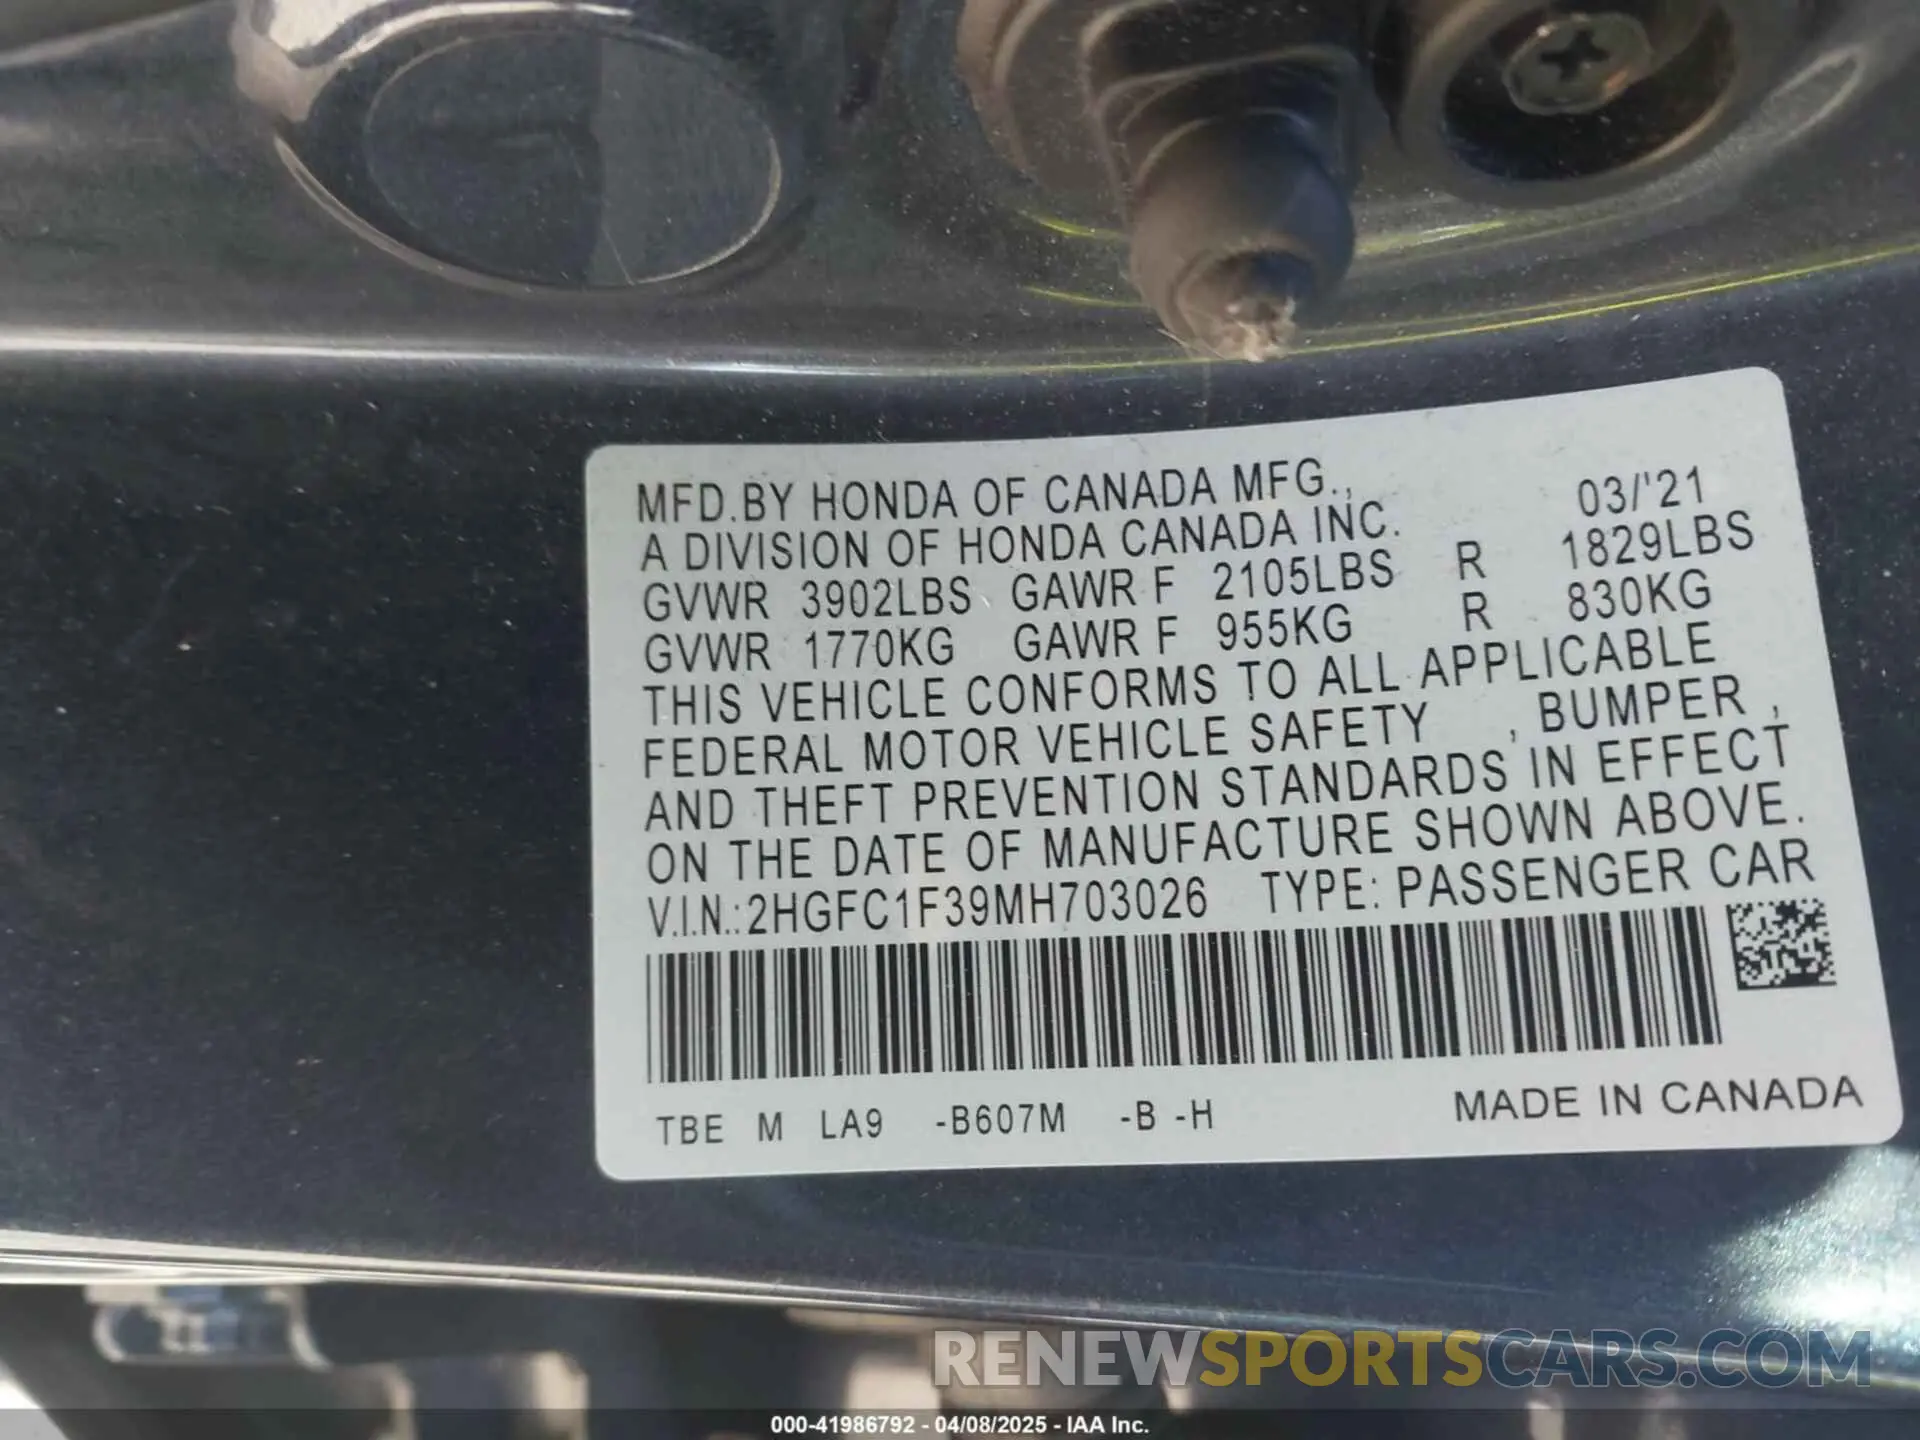 MFD.BY HONDA OF CANADA MFG., 03/'21
A DIVISION OF HONDA CANADA INC.
GVWR 3902LBS GAWR F 2105LBS R 1829LBS
GVWR 1770KG GAWR F 955KG R 830KG
THIS VEHICLE CONFORMS TO ALL APPLICABLE
FEDERAL MOTOR VEHICLE SAFETY , BUMPER ,
AND THEFT PREVENTION STANDARDS IN EFFECT
ON THE DATE OF MANUFACTURE SHOWN ABOVE.
V.I.N.:2HGFC1F39MH703026 TYPE: PASSENGER CAR
TBE M LA9 -B607M -B -H MADE IN CANADA
RENEWSPORTSCARS.COM
000-41986792 - 04/08/2025 - IAA Inc.